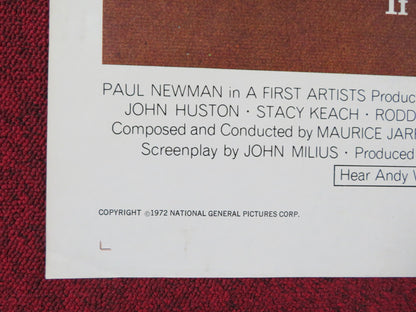 If
PAUL NEWMAN in A FIRST ARTISTS Produc
JOHN HUSTON · STACY KEACH · RODD
Composed and Conducted by MAURICE JAR
Screenplay by JOHN MILIUS · Produced
Hear Andy W
COPYRIGHT ©1972 NATIONAL GENERAL PICTURES CORP.